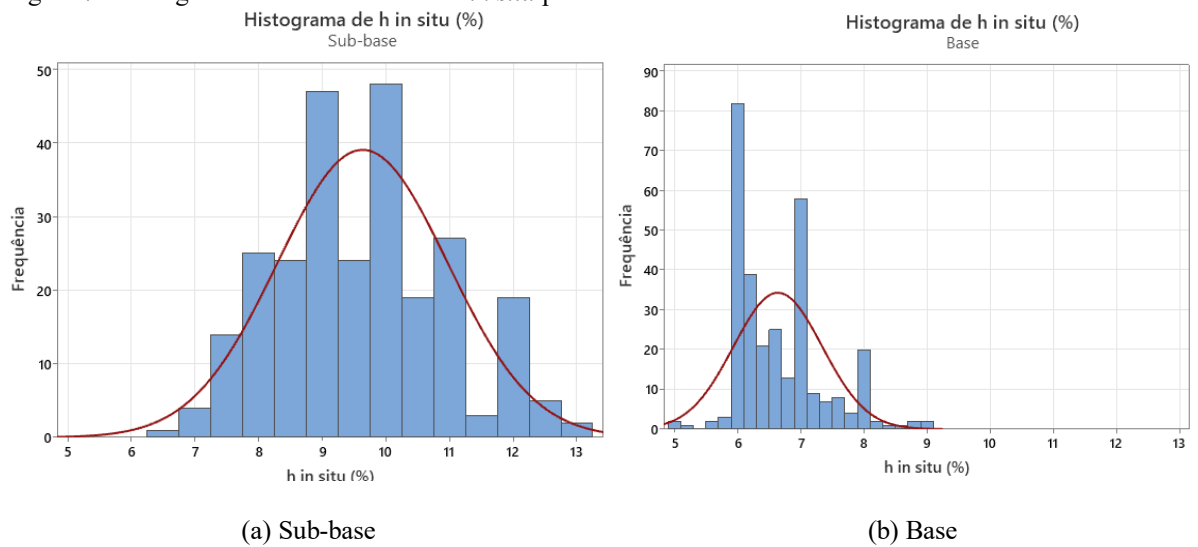 Histograma de h in situ (%)
Sub-base
50
40
30
20
10
0
Frequência
5 6 7 8 9 10 11 12 13
h in situ (%)
(a) Sub-base
Histograma de h in situ (%)
Base
90
80
70
60
50
40
30
20
10
0
Frequência
5 6 7 8 9 10 11 12 13
h in situ (%)
(b) Base